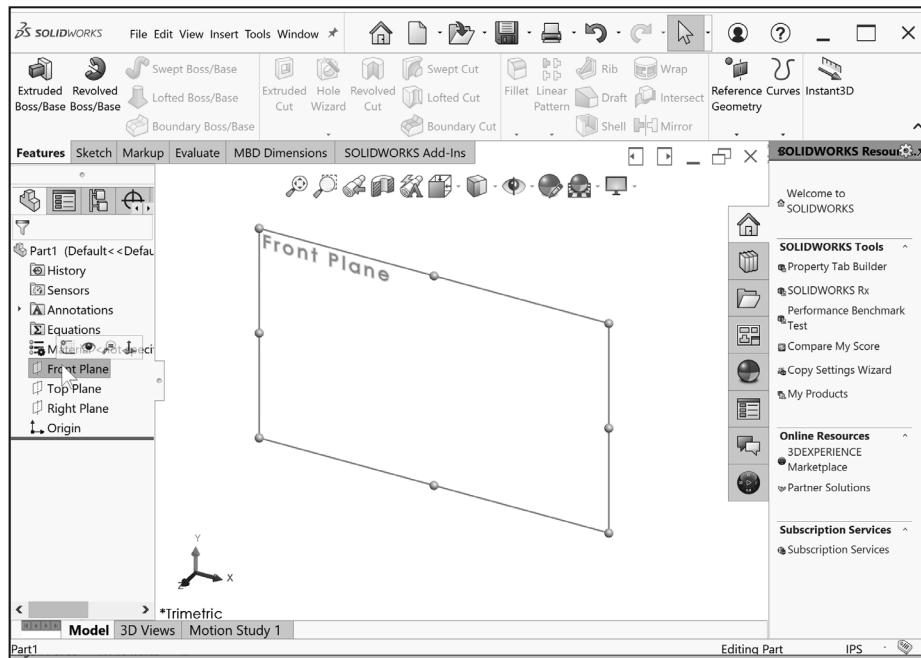 SOLIDWORKS File Edit View Insert Tools Window
Extruded Boss/Base
Revolved Boss/Base
Swept Boss/Base
Lofted Boss/Base
Boundary Boss/Base
Extruded Cut
Hole Wizard
Revolved Cut
Swept Cut
Lofted Cut
Boundary Cut
Fillet
Linear Pattern
Rib
Draft
Shell
Wrap
Intersect
Mirror
Reference Geometry
Curves
Instant3D
Features Sketch Markup Evaluate MBD Dimensions SOLIDWORKS Add-Ins
Part1 (Default<<Defau
History
Sensors
Annotations
Equations
Front Plane
Top Plane
Right Plane
Origin
Front Plane
Y
X
Z
*Trimetric
SOLIDWORKS Resour
Welcome to
SOLIDWORKS
SOLIDWORKS Tools
Property Tab Builder
SOLIDWORKS Rx
Performance Benchmark
Test
Compare My Score
Copy Settings Wizard
My Products
Online Resources
3DEXPERIENCE
Marketplace
Partner Solutions
Subscription Services
Subscription Services
Model 3D Views Motion Study 1
Part1 Editing Part IPS